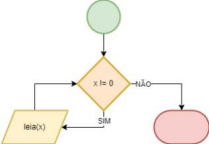 x != 0
NÃO
SIM
leia(x)